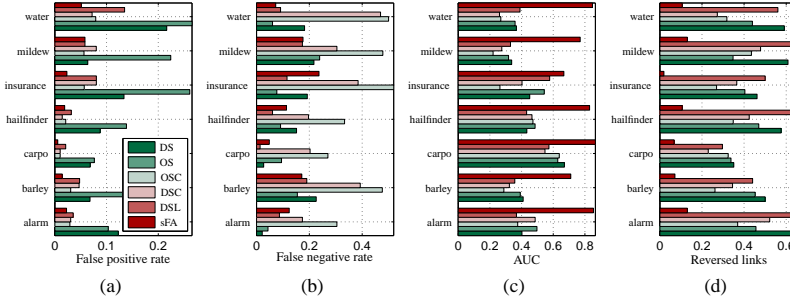 water
mildew
insurance
hailfinder
carpo
barley
alarm
0 0.1 0.2
False positive rate
DS
OS
OSC
DSC
DSL
sFA
(a)
water
mildew
insurance
hailfinder
carpo
barley
alarm
0 0.2 0.4
False negative rate
(b)
water
mildew
insurance
hailfinder
carpo
barley
alarm
0 0.2 0.4 0.6 0.8
AUC
(c)
water
mildew
insurance
hailfinder
carpo
barley
alarm
0 0.2 0.4 0.6
Reversed links
(d)